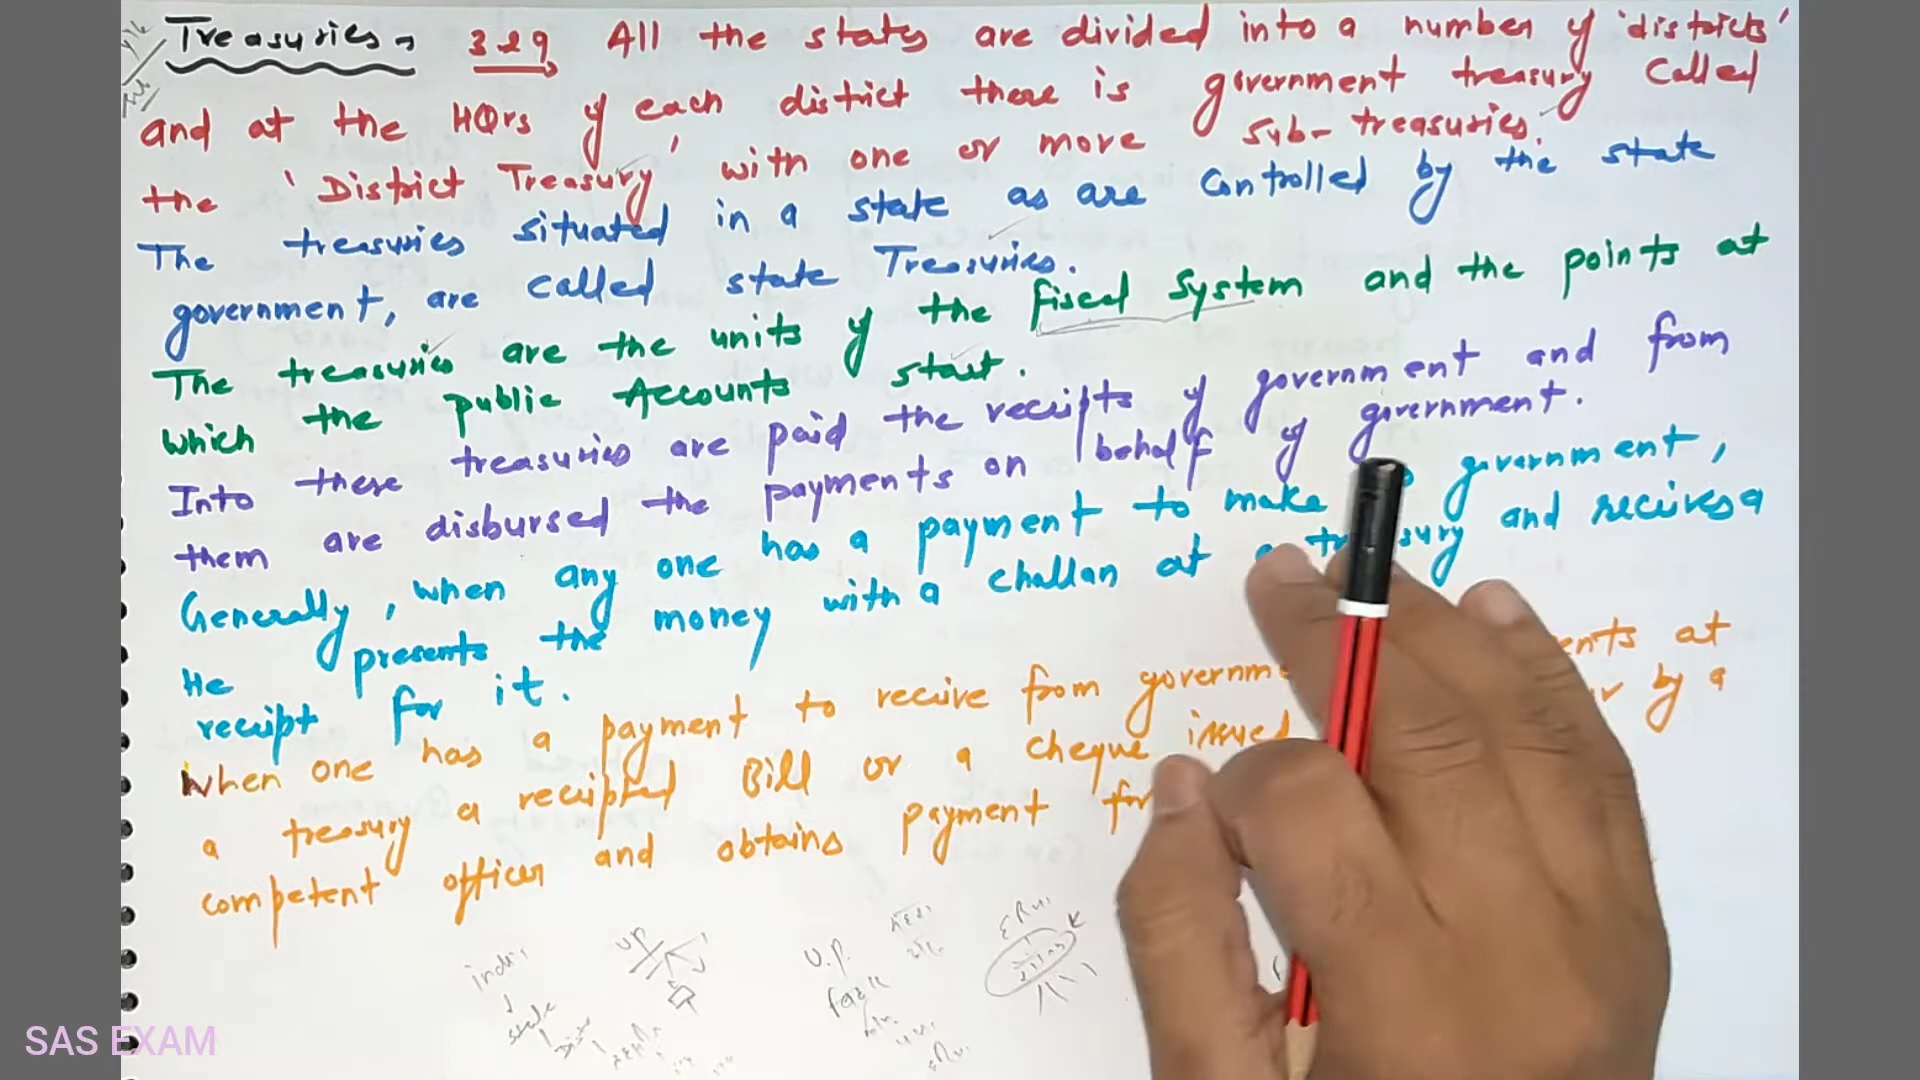 Treasuries → 329 All the states are divided into a number of 'districts'
and at the HQrs of each district there is government treasury called
the 'District Treasury' with one or more sub-treasuries.
The treasuries situated in a state as are controlled by the state
government, are called state Treasuries.
The treasuries are the units of the fiscal system and the points at
which the public Accounts start.
Into these treasuries are paid the receipts of government and from
them are disbursed the payments on behalf of government.
Generally, when any one has a payment to make government,
He presents the money with a challan at and receives a
receipt for it.
When one has a payment to receive from at
a treasury a receipted Bill or a cheque issued by a
competent officer and obtains payment
indi
U.P.
U.P.
state
SAS EXAM